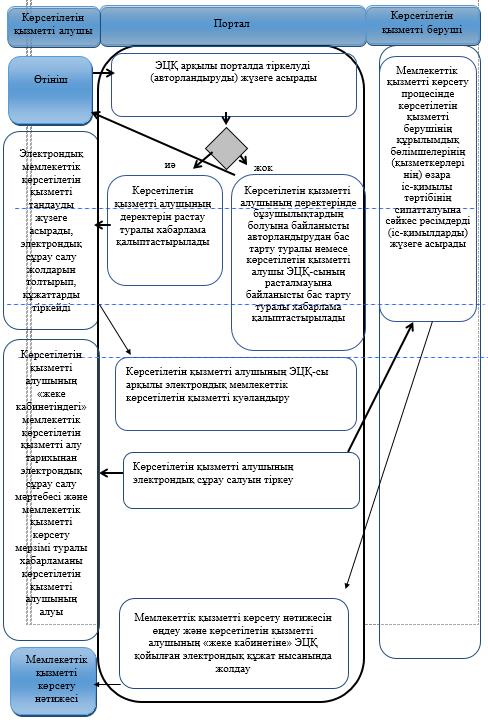 Көрсетілетін
қызметті алушы
Портал
Көрсетілетін
қызметті беруші
Өтініш
ЭЦҚ арқылы порталда тіркелуді
(авторландыруды) жүзеге асырады
иә
жок
Электрондық
мемлекеттік
көрсетілетін
қызметті
таңдауды
жүзеге
асырады,
электрондық
сұрау салу
жолдарын
толтырып,
құжаттарды
тіркейді
Көрсетілетін
қызметті алушының
деректерін растау
туралы хабарлама
қалыптастырылады
Көрсетілетін қызметті
алушының деректерінде
бұзушылықтардың
болуына байланысты
авторландырудан бас
тарту туралы немесе
көрсетілетін қызметті
алушы ЭЦҚ-сының
расталмауына
байланысты бас тарту
туралы хабарлама
қалыптастырылады
Мемлекеттік
қызметті көрсету
процесінде
көрсетілетін
қызметті
берушінің
құрылымдық
бөлімшелерінің
(қызметкерлері
нің) өзара
іс-қимылы
тәртібінің
сипатталуына
сәйкес рәсімдерді
(іс-қимылдарды)
жүзеге асырады
Көрсетілетін
қызметті
алушының
«жеке
кабинетіндегі»
мемлекеттік
көрсетілетін
қызметті алу
тарихынан
электрондық
сұрау салу
мәртебесі және
мемлекеттік
қызметті
көрсету
мерзімі туралы
хабарламаны
көрсетілетін
қызметті
алушының
алуы
Көрсетілетін қызметті алушының ЭЦҚ-сы
арқылы электрондық мемлекеттік
көрсетілетін қызметті куәландыру
Көрсетілетін қызметті алушының
электрондық сұрау салуын тіркеу
Мемлекеттік қызметті көрсету нәтижесін
өңдеу және көрсетілетін қызметті
алушының «жеке кабинетіне» ЭЦҚ
қойылған электрондық құжат нысанында
жолдау
Мемлекеттік
қызметті
көрсету
нәтижесі